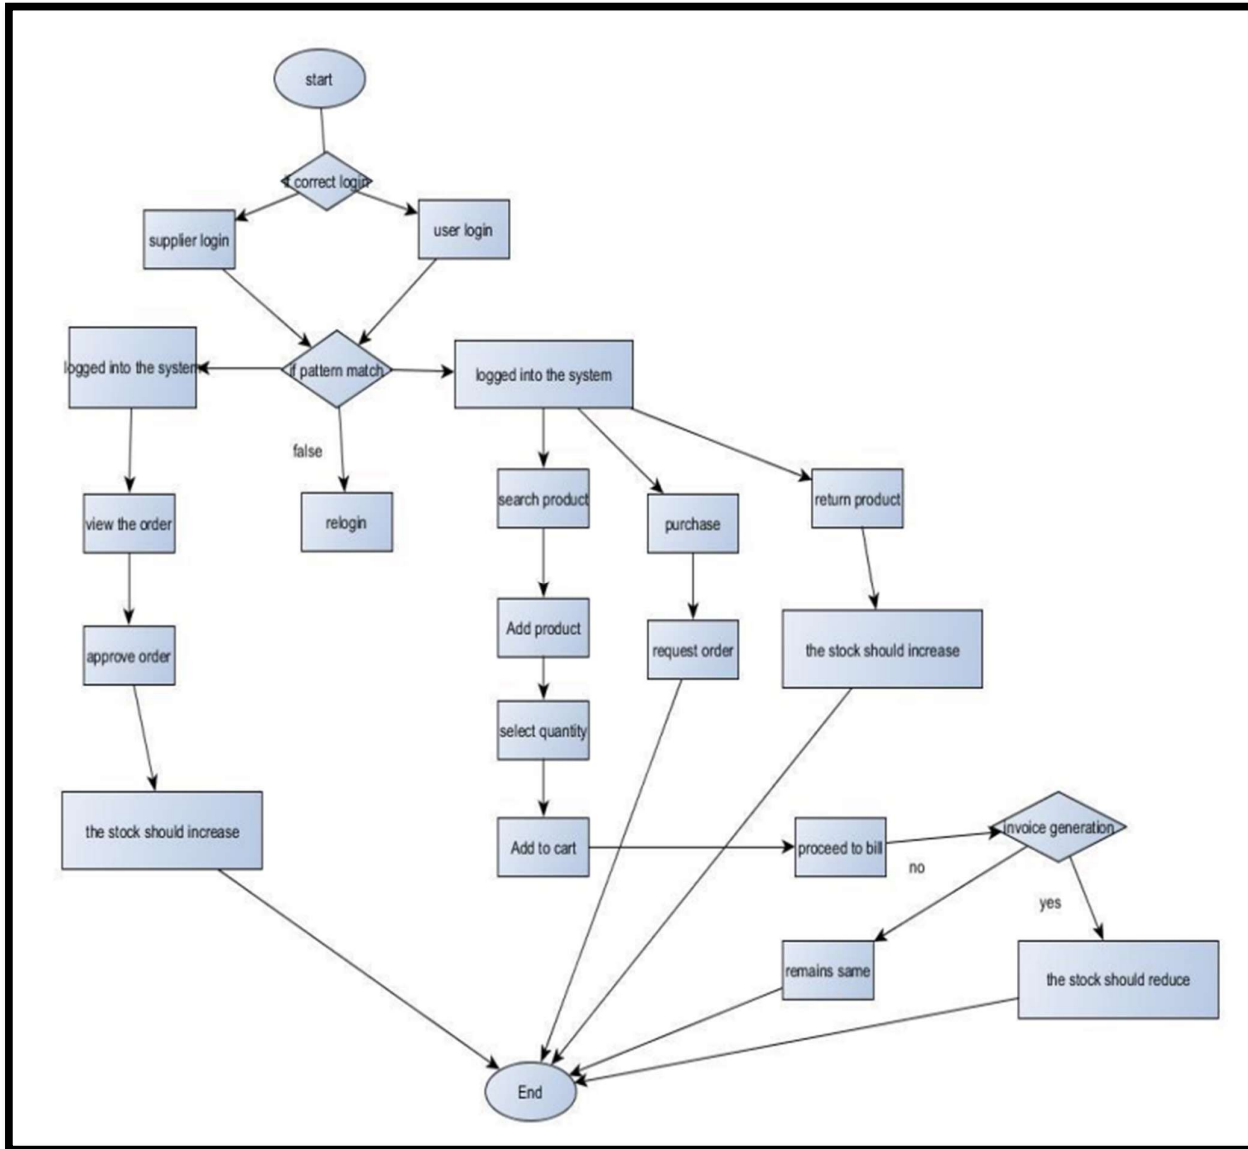 start
if correct login
supplier login
user login
logged into the system
if pattern match
logged into the system
false
view the order
relogin
search product
purchase
return product
approve order
Add product
request order
the stock should increase
select quantity
the stock should increase
Add to cart
proceed to bill
invoice generation
no
yes
remains same
the stock should reduce
End